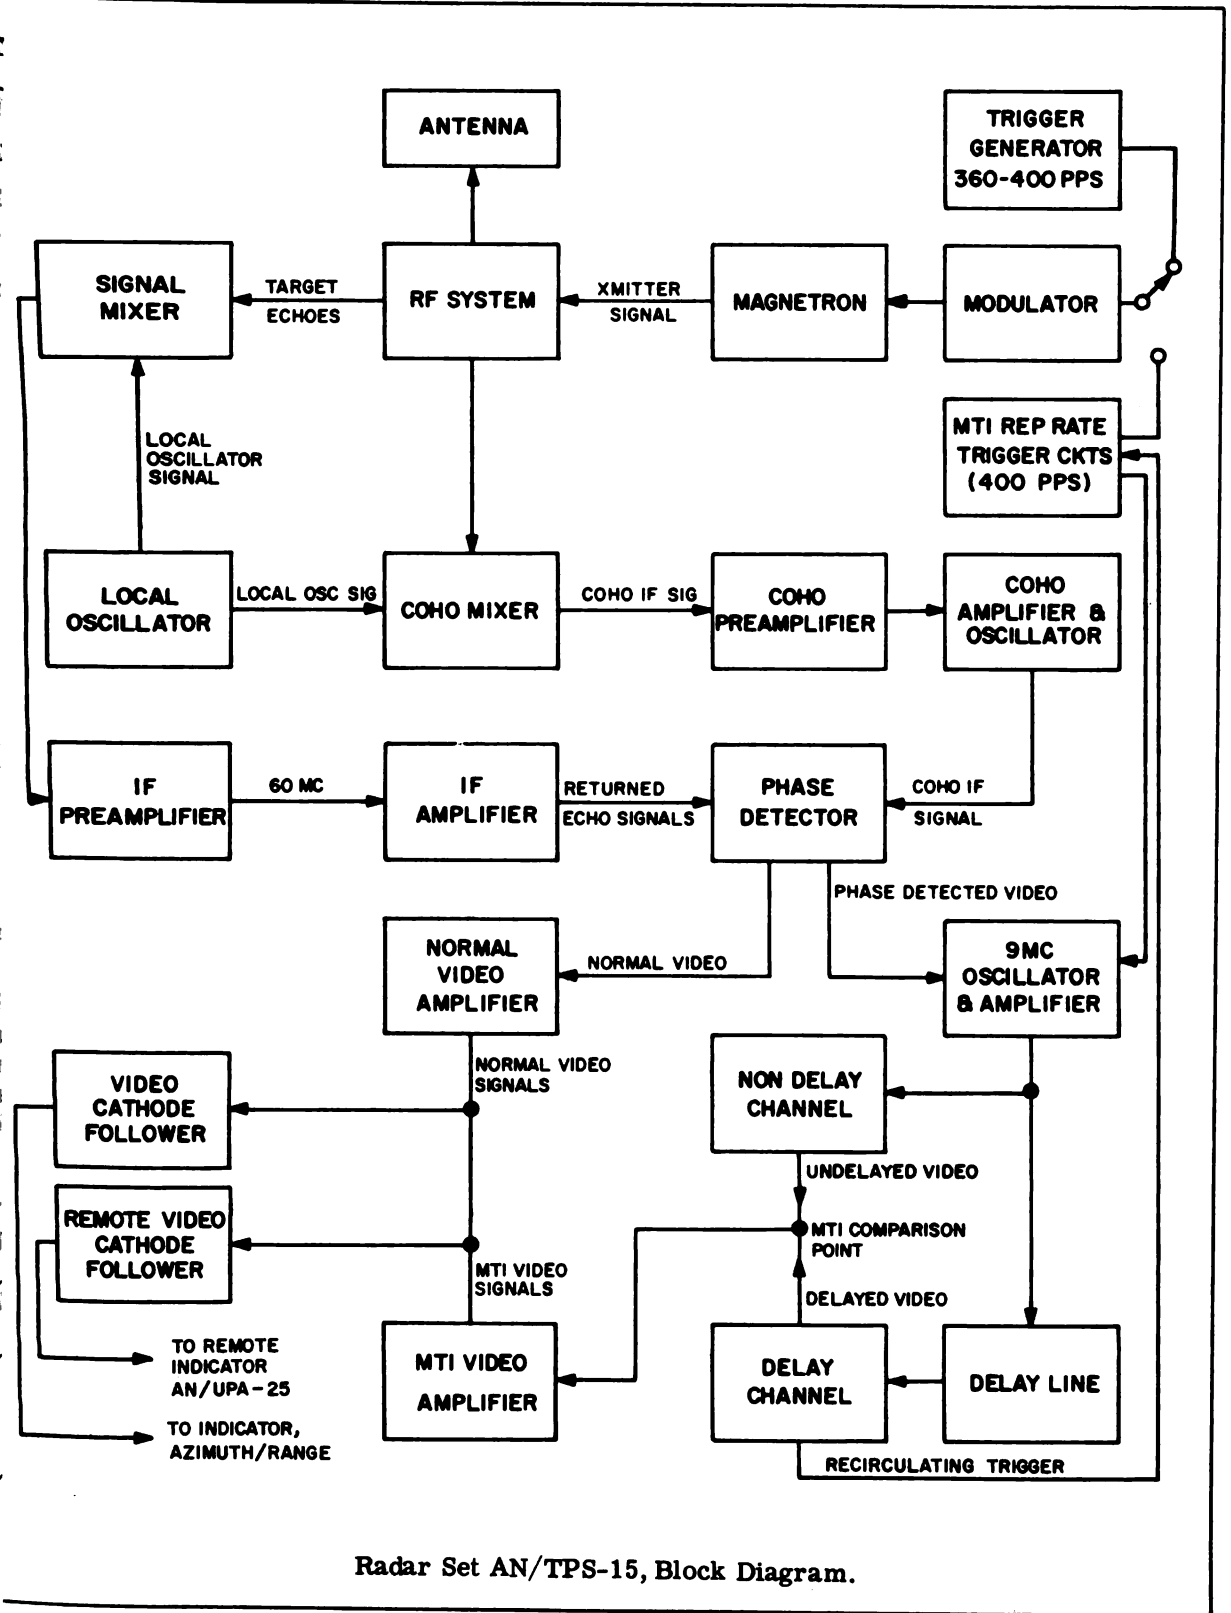 ANTENNA
TRIGGER
GENERATOR
360-400 PPS
SIGNAL
MIXER
TARGET
ECHOES
RF SYSTEM
XMITTER
SIGNAL
MAGNETRON
MODULATOR
LOCAL
OSCILLATOR
SIGNAL
MTI REP RATE
TRIGGER CKTS
(400 PPS)
LOCAL
OSCILLATOR
LOCAL OSC SIG
COHO MIXER
COHO IF SIG
COHO
PREAMPLIFIER
COHO
AMPLIFIER &
OSCILLATOR
IF
PREAMPLIFIER
60 MC
IF
AMPLIFIER
RETURNED
ECHO SIGNALS
PHASE
DETECTOR
COHO IF
SIGNAL
PHASE DETECTED VIDEO
NORMAL
VIDEO
AMPLIFIER
NORMAL VIDEO
9MC
OSCILLATOR
& AMPLIFIER
NORMAL VIDEO
SIGNALS
VIDEO
CATHODE
FOLLOWER
NON DELAY
CHANNEL
UNDELAYED VIDEO
REMOTE VIDEO
CATHODE
FOLLOWER
MTI COMPARISON
POINT
MTI VIDEO
SIGNALS
DELAYED VIDEO
TO REMOTE
INDICATOR
AN/UPA-25
MTI VIDEO
AMPLIFIER
DELAY
CHANNEL
DELAY LINE
TO INDICATOR,
AZIMUTH/RANGE
RECIRCULATING TRIGGER
Radar Set AN/TPS-15, Block Diagram.